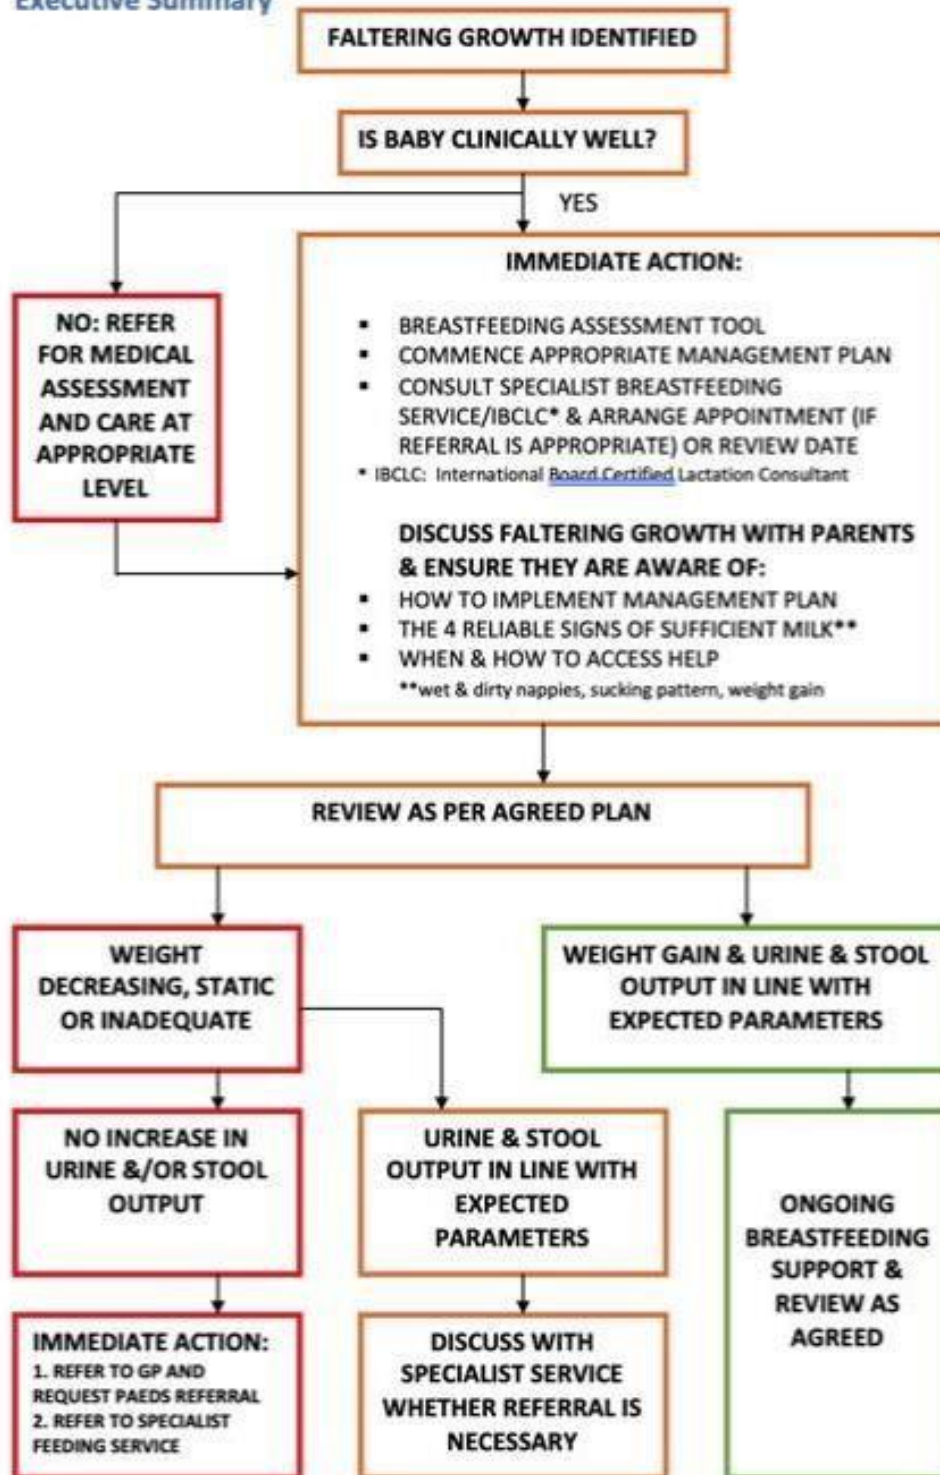 Executive Summary
FALTERING GROWTH IDENTIFIED
IS BABY CLINICALLY WELL?
YES
NO: REFER
FOR MEDICAL
ASSESSMENT
AND CARE AT
APPROPRIATE
LEVEL
IMMEDIATE ACTION:
▪ BREASTFEEDING ASSESSMENT TOOL
▪ COMMENCE APPROPRIATE MANAGEMENT PLAN
▪ CONSULT SPECIALIST BREASTFEEDING
SERVICE/IBCLC* & ARRANGE APPOINTMENT (IF
REFERRAL IS APPROPRIATE) OR REVIEW DATE
* IBCLC: International Board Certified Lactation Consultant
DISCUSS FALTERING GROWTH WITH PARENTS
& ENSURE THEY ARE AWARE OF:
▪ HOW TO IMPLEMENT MANAGEMENT PLAN
▪ THE 4 RELIABLE SIGNS OF SUFFICIENT MILK**
▪ WHEN & HOW TO ACCESS HELP
**wet & dirty nappies, sucking pattern, weight gain
REVIEW AS PER AGREED PLAN
WEIGHT
DECREASING, STATIC
OR INADEQUATE
WEIGHT GAIN & URINE & STOOL
OUTPUT IN LINE WITH
EXPECTED PARAMETERS
NO INCREASE IN
URINE &/OR STOOL
OUTPUT
URINE & STOOL
OUTPUT IN LINE WITH
EXPECTED
PARAMETERS
ONGOING
BREASTFEEDING
SUPPORT &
REVIEW AS
AGREED
IMMEDIATE ACTION:
1. REFER TO GP AND
REQUEST PAEDS REFERRAL
2. REFER TO SPECIALIST
FEEDING SERVICE
DISCUSS WITH
SPECIALIST SERVICE
WHETHER REFERRAL IS
NECESSARY